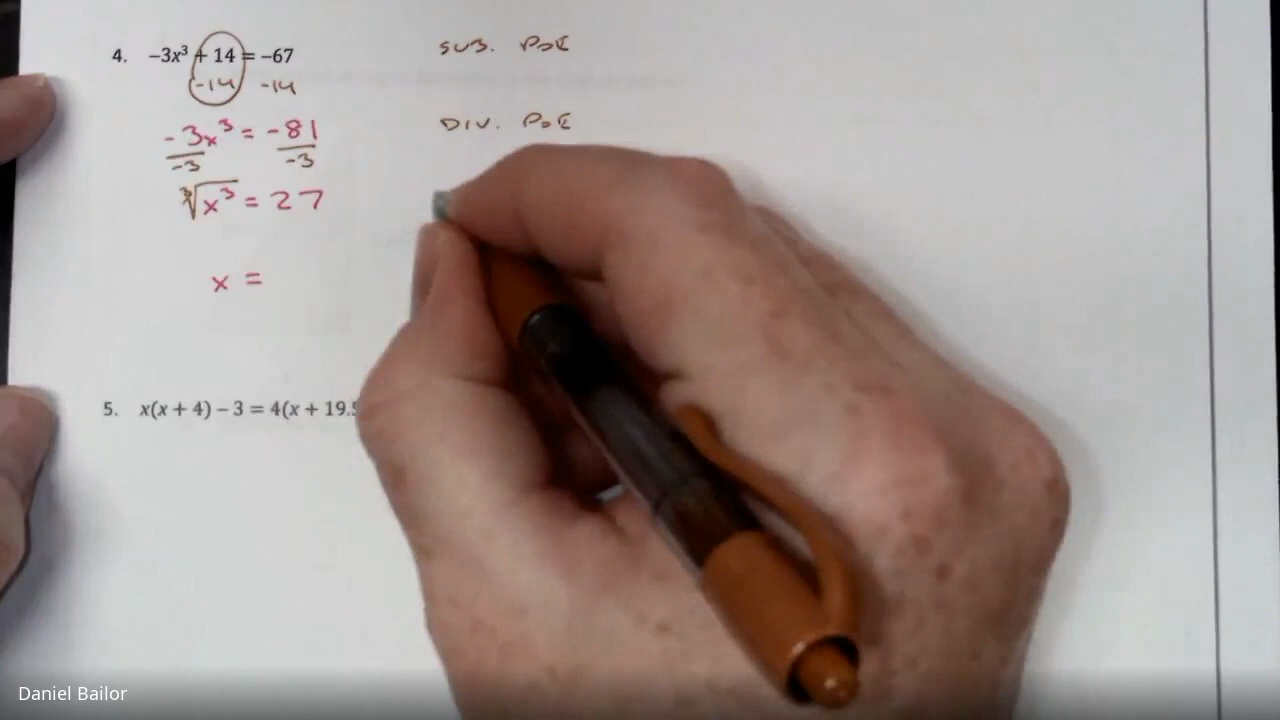 4. −3x³ + 14 = −67 SUB. PoE
-14 -14
-3x³ = -81 DIV. PoE
-3 -3
∛x³ = 27
x =
5. x(x + 4) − 3 = 4(x + 19.5
Daniel Bailor